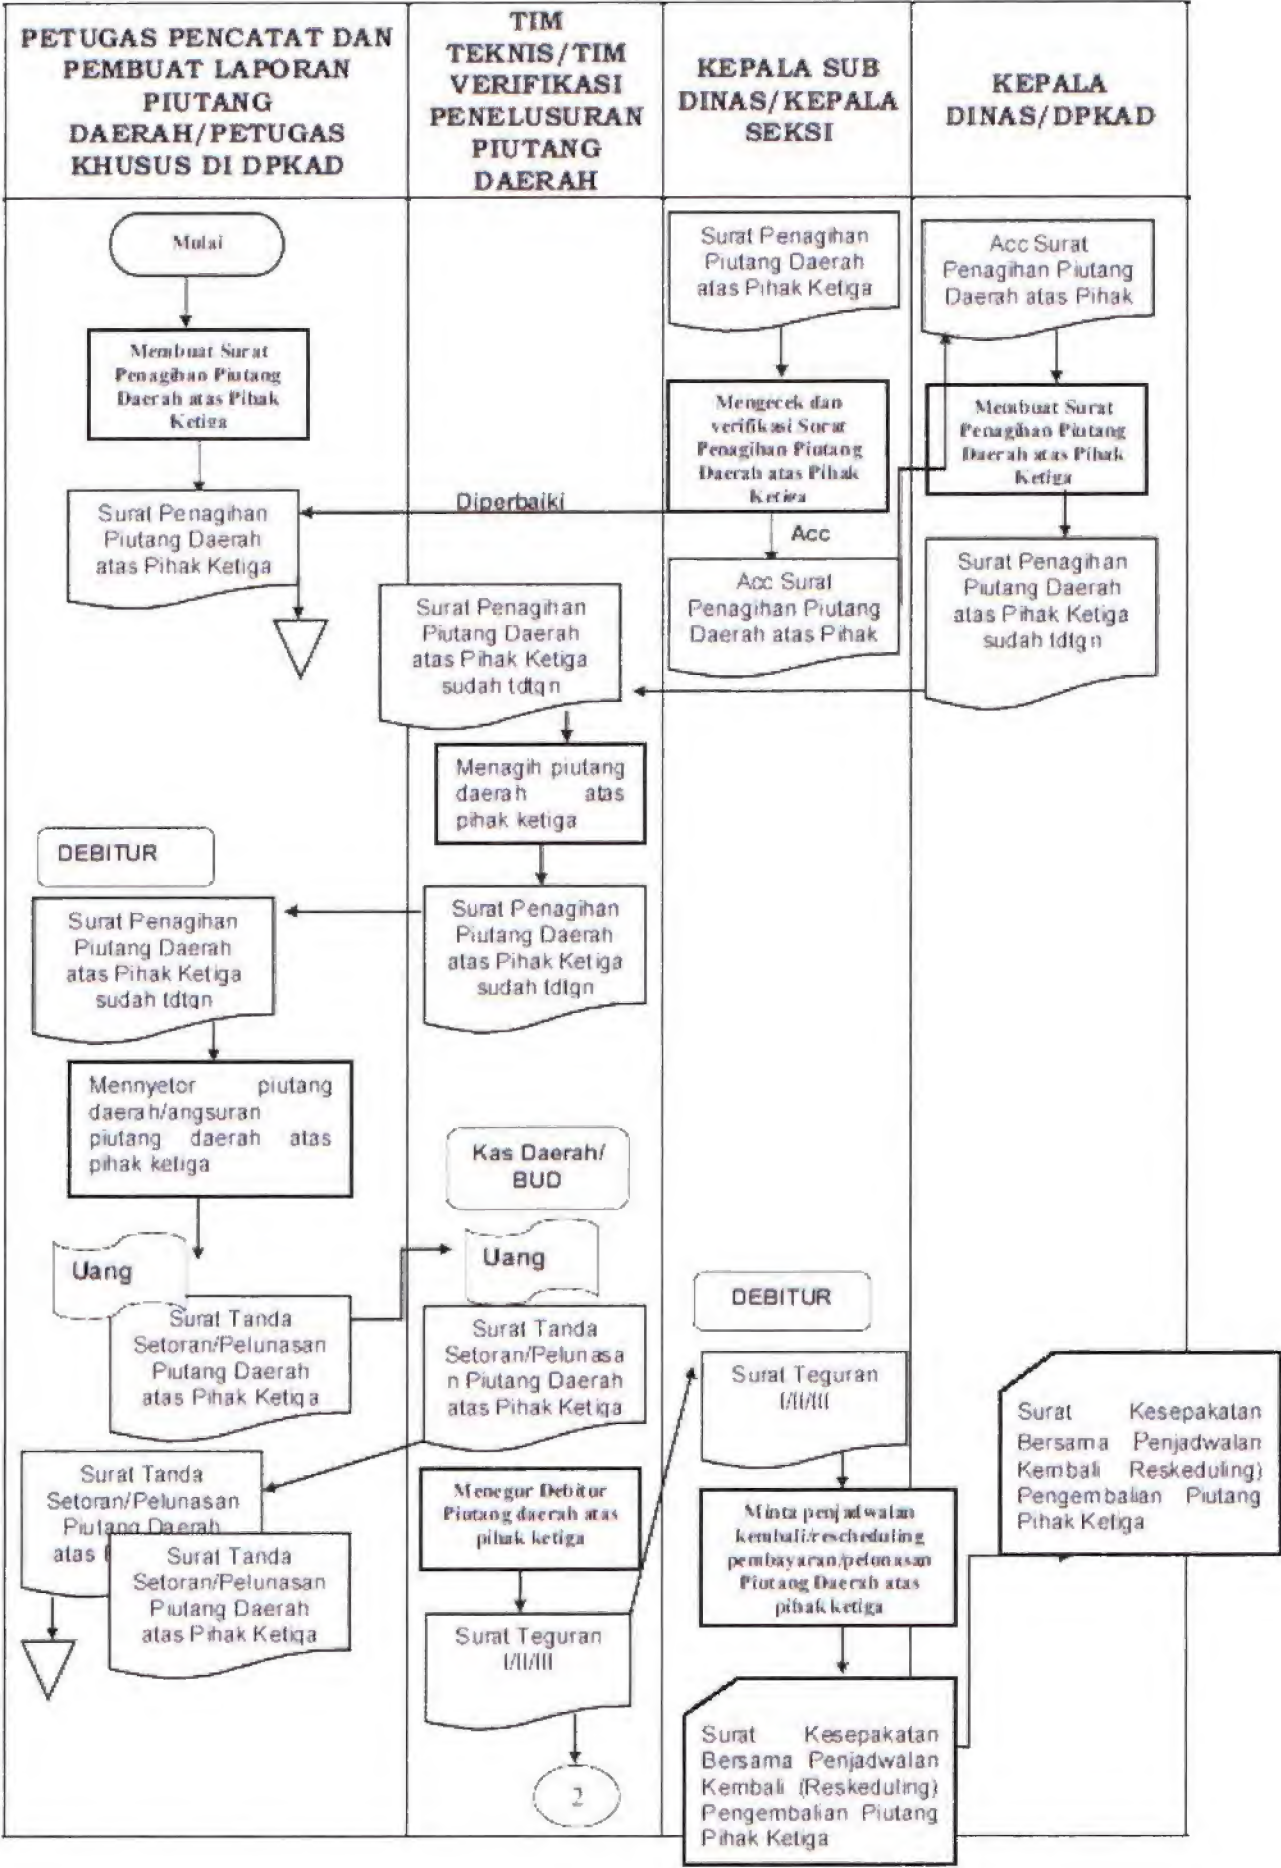 PETUGAS PENCATAT DAN
PEMBUAT LAPORAN
PIUTANG
DAERAH/PETUGAS
KHUSUS DI DPKAD
TIM
TEKNIS/TIM
VERIFIKASI
PENELUSURAN
PIUTANG
DAERAH
KEPALA SUB
DINAS/KEPALA
SEKSI
KEPALA
DINAS/DPKAD
Mulai
Membuat Surat
Penagihan Piutang
Daerah atas Pihak
Ketiga
Surat Penagihan
Piutang Daerah
atas Pihak Ketiga
Surat Penagihan
Piutang Daerah
atas Pihak Ketiga
Mengecek dan
verifikasi Surat
Penagihan Piutang
Daerah atas Pihak
Ketiga
Diperbaiki
Acc
Acc Surat
Penagihan Piutang
Daerah atas Pihak
Acc Surat
Penagihan Piutang
Daerah atas Pihak
Membuat Surat
Penagihan Piutang
Daerah atas Pihak
Ketiga
Surat Penagihan
Piutang Daerah
atas Pihak Ketiga
sudah tdtgn
Surat Penagihan
Piutang Daerah
atas Pihak Ketiga
sudah tdtgn
Menagih piutang
daerah atas
pihak ketiga
Surat Penagihan
Piutang Daerah
atas Pihak Ketiga
sudah tdtgn
DEBITUR
Surat Penagihan
Piutang Daerah
atas Pihak Ketiga
sudah tdtgn
Mennyetor piutang
daerah/angsuran
piutang daerah atas
pihak ketiga
Uang
Surat Tanda
Setoran/Pelunasan
Piutang Daerah
atas Pihak Ketiga
Kas Daerah/
BUD
Uang
Surat Tanda
Setoran/Pelunasa
n Piutang Daerah
atas Pihak Ketiga
Surat Tanda
Setoran/Pelunasan
Piutang Daerah
atas
Surat Tanda
Setoran/Pelunasan
Piutang Daerah
atas Pihak Ketiga
Menegur Debitur
Piutang daerah atas
pihak ketiga
Surat Teguran
I/II/III
2
DEBITUR
Surat Teguran
I/II/III
Minta penjadwalan
kembali/rescheduling
pembayaran/pelunasan
Piutang Daerah atas
pihak ketiga
Surat Kesepakatan
Bersama Penjadwalan
Kembali (Reskeduling)
Pengembalian Piutang
Pihak Ketiga
Surat Kesepakatan
Bersama Penjadwalan
Kembali Reskeduling)
Pengembalian Piutang
Pihak Ketiga